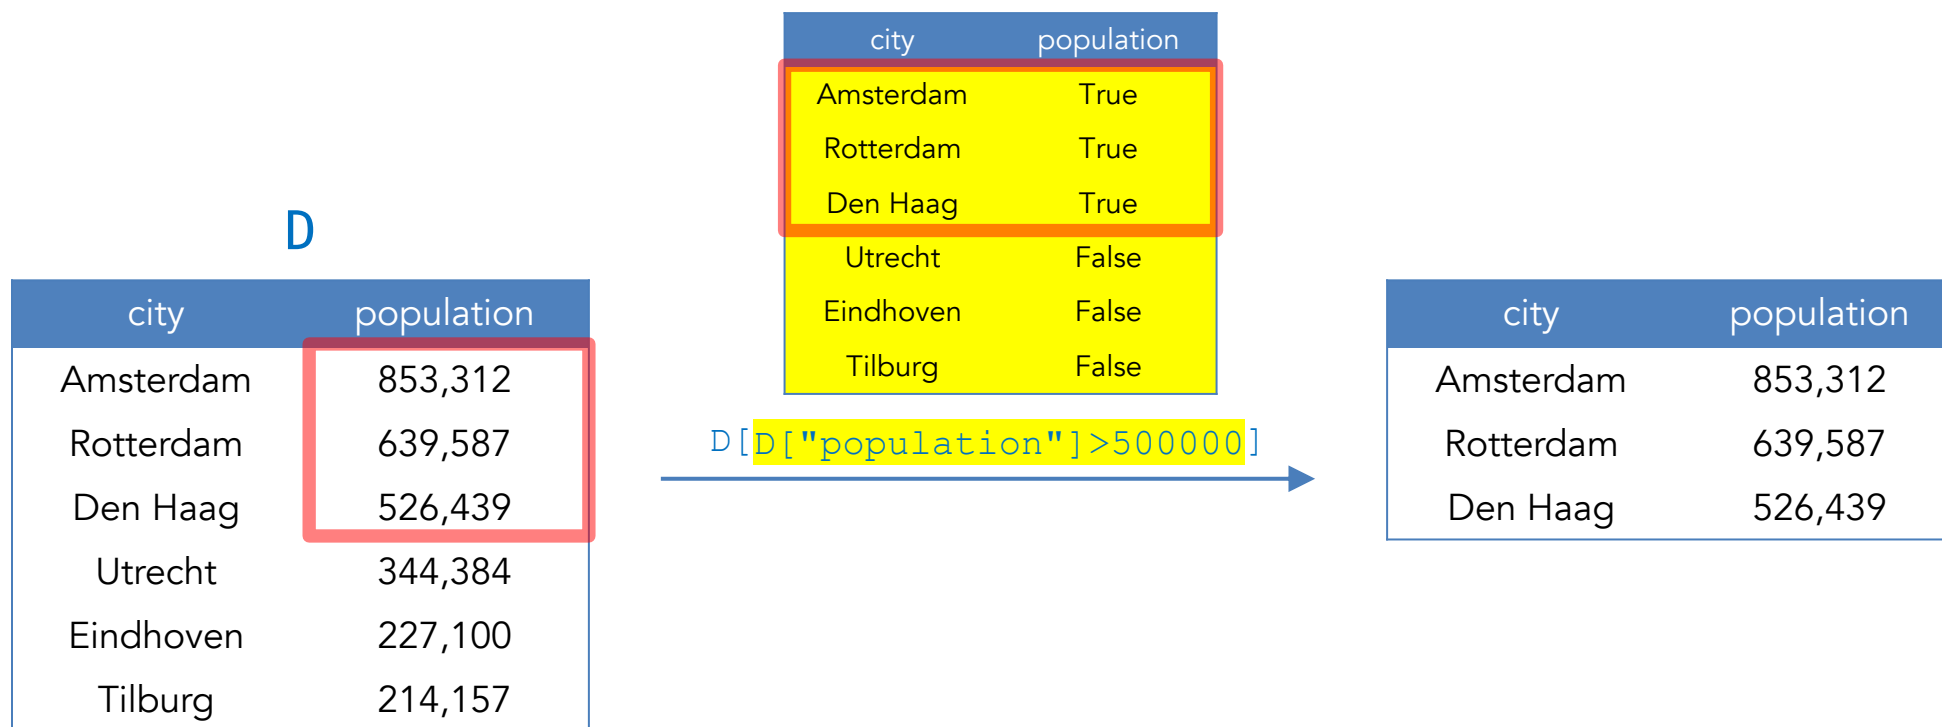 D
city population
Amsterdam 853,312
Rotterdam 639,587
Den Haag 526,439
Utrecht 344,384
Eindhoven 227,100
Tilburg 214,157
city population
Amsterdam True
Rotterdam True
Den Haag True
Utrecht False
Eindhoven False
Tilburg False
D[D["population"]>500000]
city population
Amsterdam 853,312
Rotterdam 639,587
Den Haag 526,439